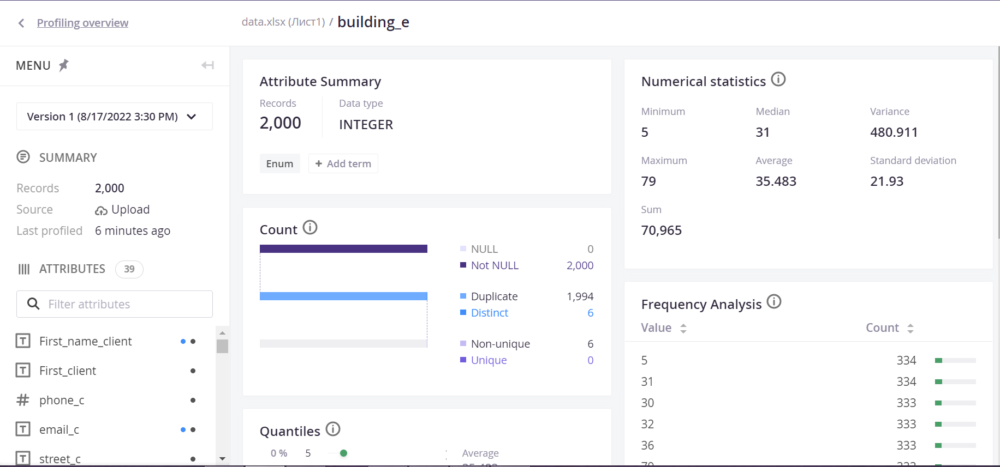 Profiling overview
data.xlsx (Лист1) / building_e
MENU
Version 1 (8/17/2022 3:30 PM)
SUMMARY
Records 2,000
Source Upload
Last profiled 6 minutes ago
ATTRIBUTES 39
Filter attributes
First_name_client
First_client
phone_c
email_c
street_c
Attribute Summary
Records
2,000
Data type
INTEGER
Enum
+ Add term
Count
NULL 0
Not NULL 2,000
Duplicate 1,994
Distinct 6
Non-unique 6
Unique 0
Quantiles
0 % 5
Average
35.483
Numerical statistics
Minimum
5
Median
31
Variance
480.911
Maximum
79
Average
35.483
Standard deviation
21.93
Sum
70,965
Frequency Analysis
Value Count
5 334
31 334
30 333
32 333
36 333
79 333